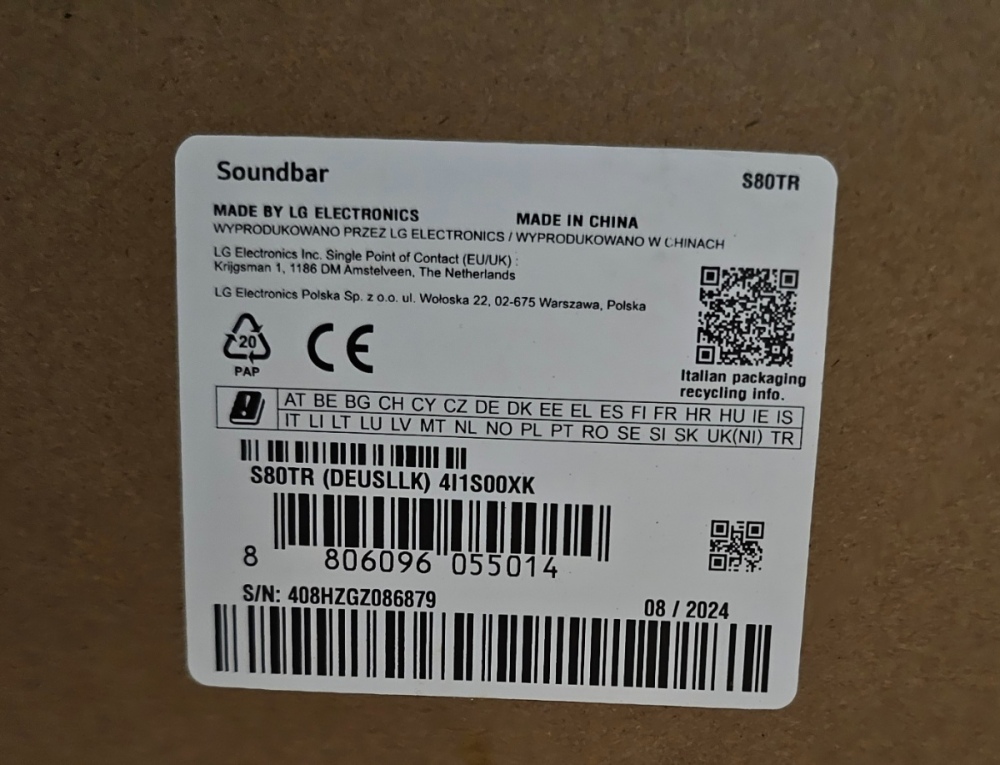 Soundbar S80TR
MADE BY LG ELECTRONICS MADE IN CHINA
WYPRODUKOWANO PRZEZ LG ELECTRONICS / WYPRODUKOWANO W CHINACH
LG Electronics Inc. Single Point of Contact (EU/UK) :
Krijgsman 1, 1186 DM Amstelveen, The Netherlands
LG Electronics Polska Sp. z o.o. ul. Wołoska 22, 02-675 Warszawa, Polska
20
PAP
CE
Italian packaging
recycling info.
AT BE BG CH CY CZ DE DK EE EL ES FI FR HR HU IE IS
IT LI LT LU LV MT NL NO PL PT RO SE SI SK UK(NI) TR
S80TR (DEUSLLK) 4I1S00XK
8 806096 055014
S/N: 408HZGZ086879 08 / 2024